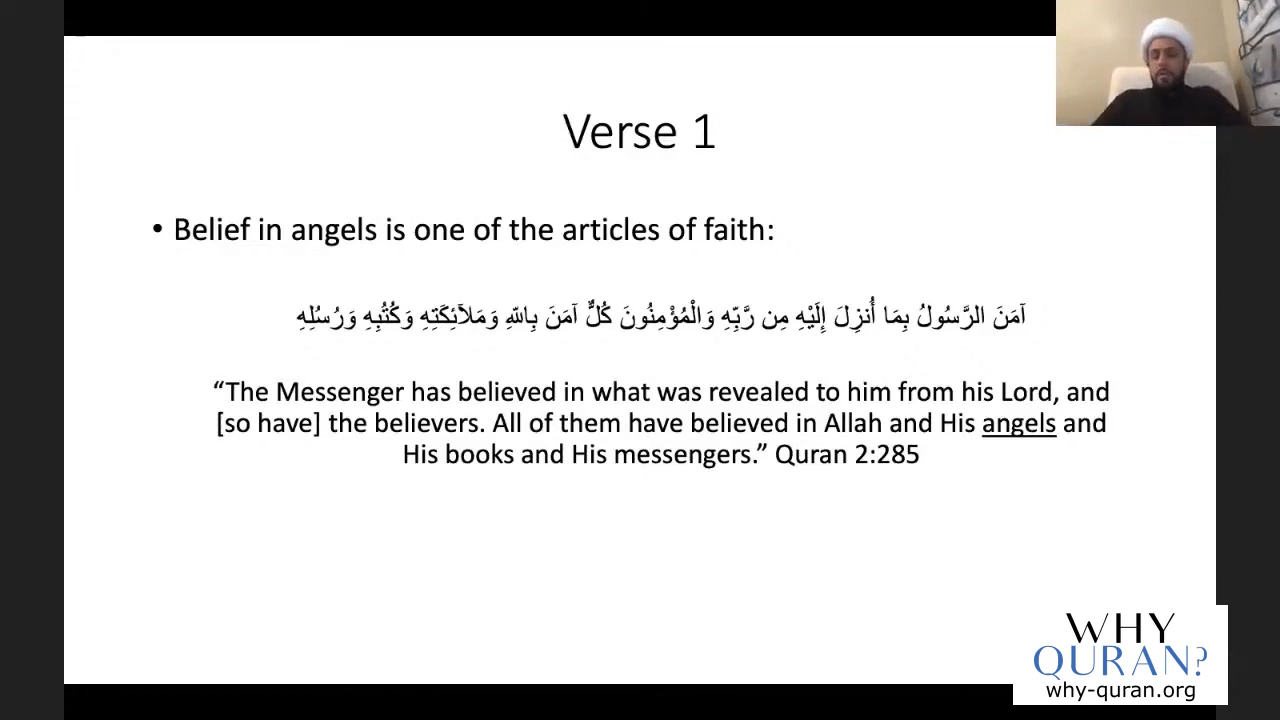 Verse 1
• Belief in angels is one of the articles of faith:
آمَنَ الرَّسُولُ بِمَا أُنزِلَ إِلَيْهِ مِن رَّبِّهِ وَالْمُؤْمِنُونَ كُلٌّ آمَنَ بِاللّهِ وَمَلآئِكَتِهِ وَكُتُبِهِ وَرُسُلِهِ
“The Messenger has believed in what was revealed to him from his Lord, and
[so have] the believers. All of them have believed in Allah and His angels and
His books and His messengers.” Quran 2:285
WHY
QURAN?
why-quran.org